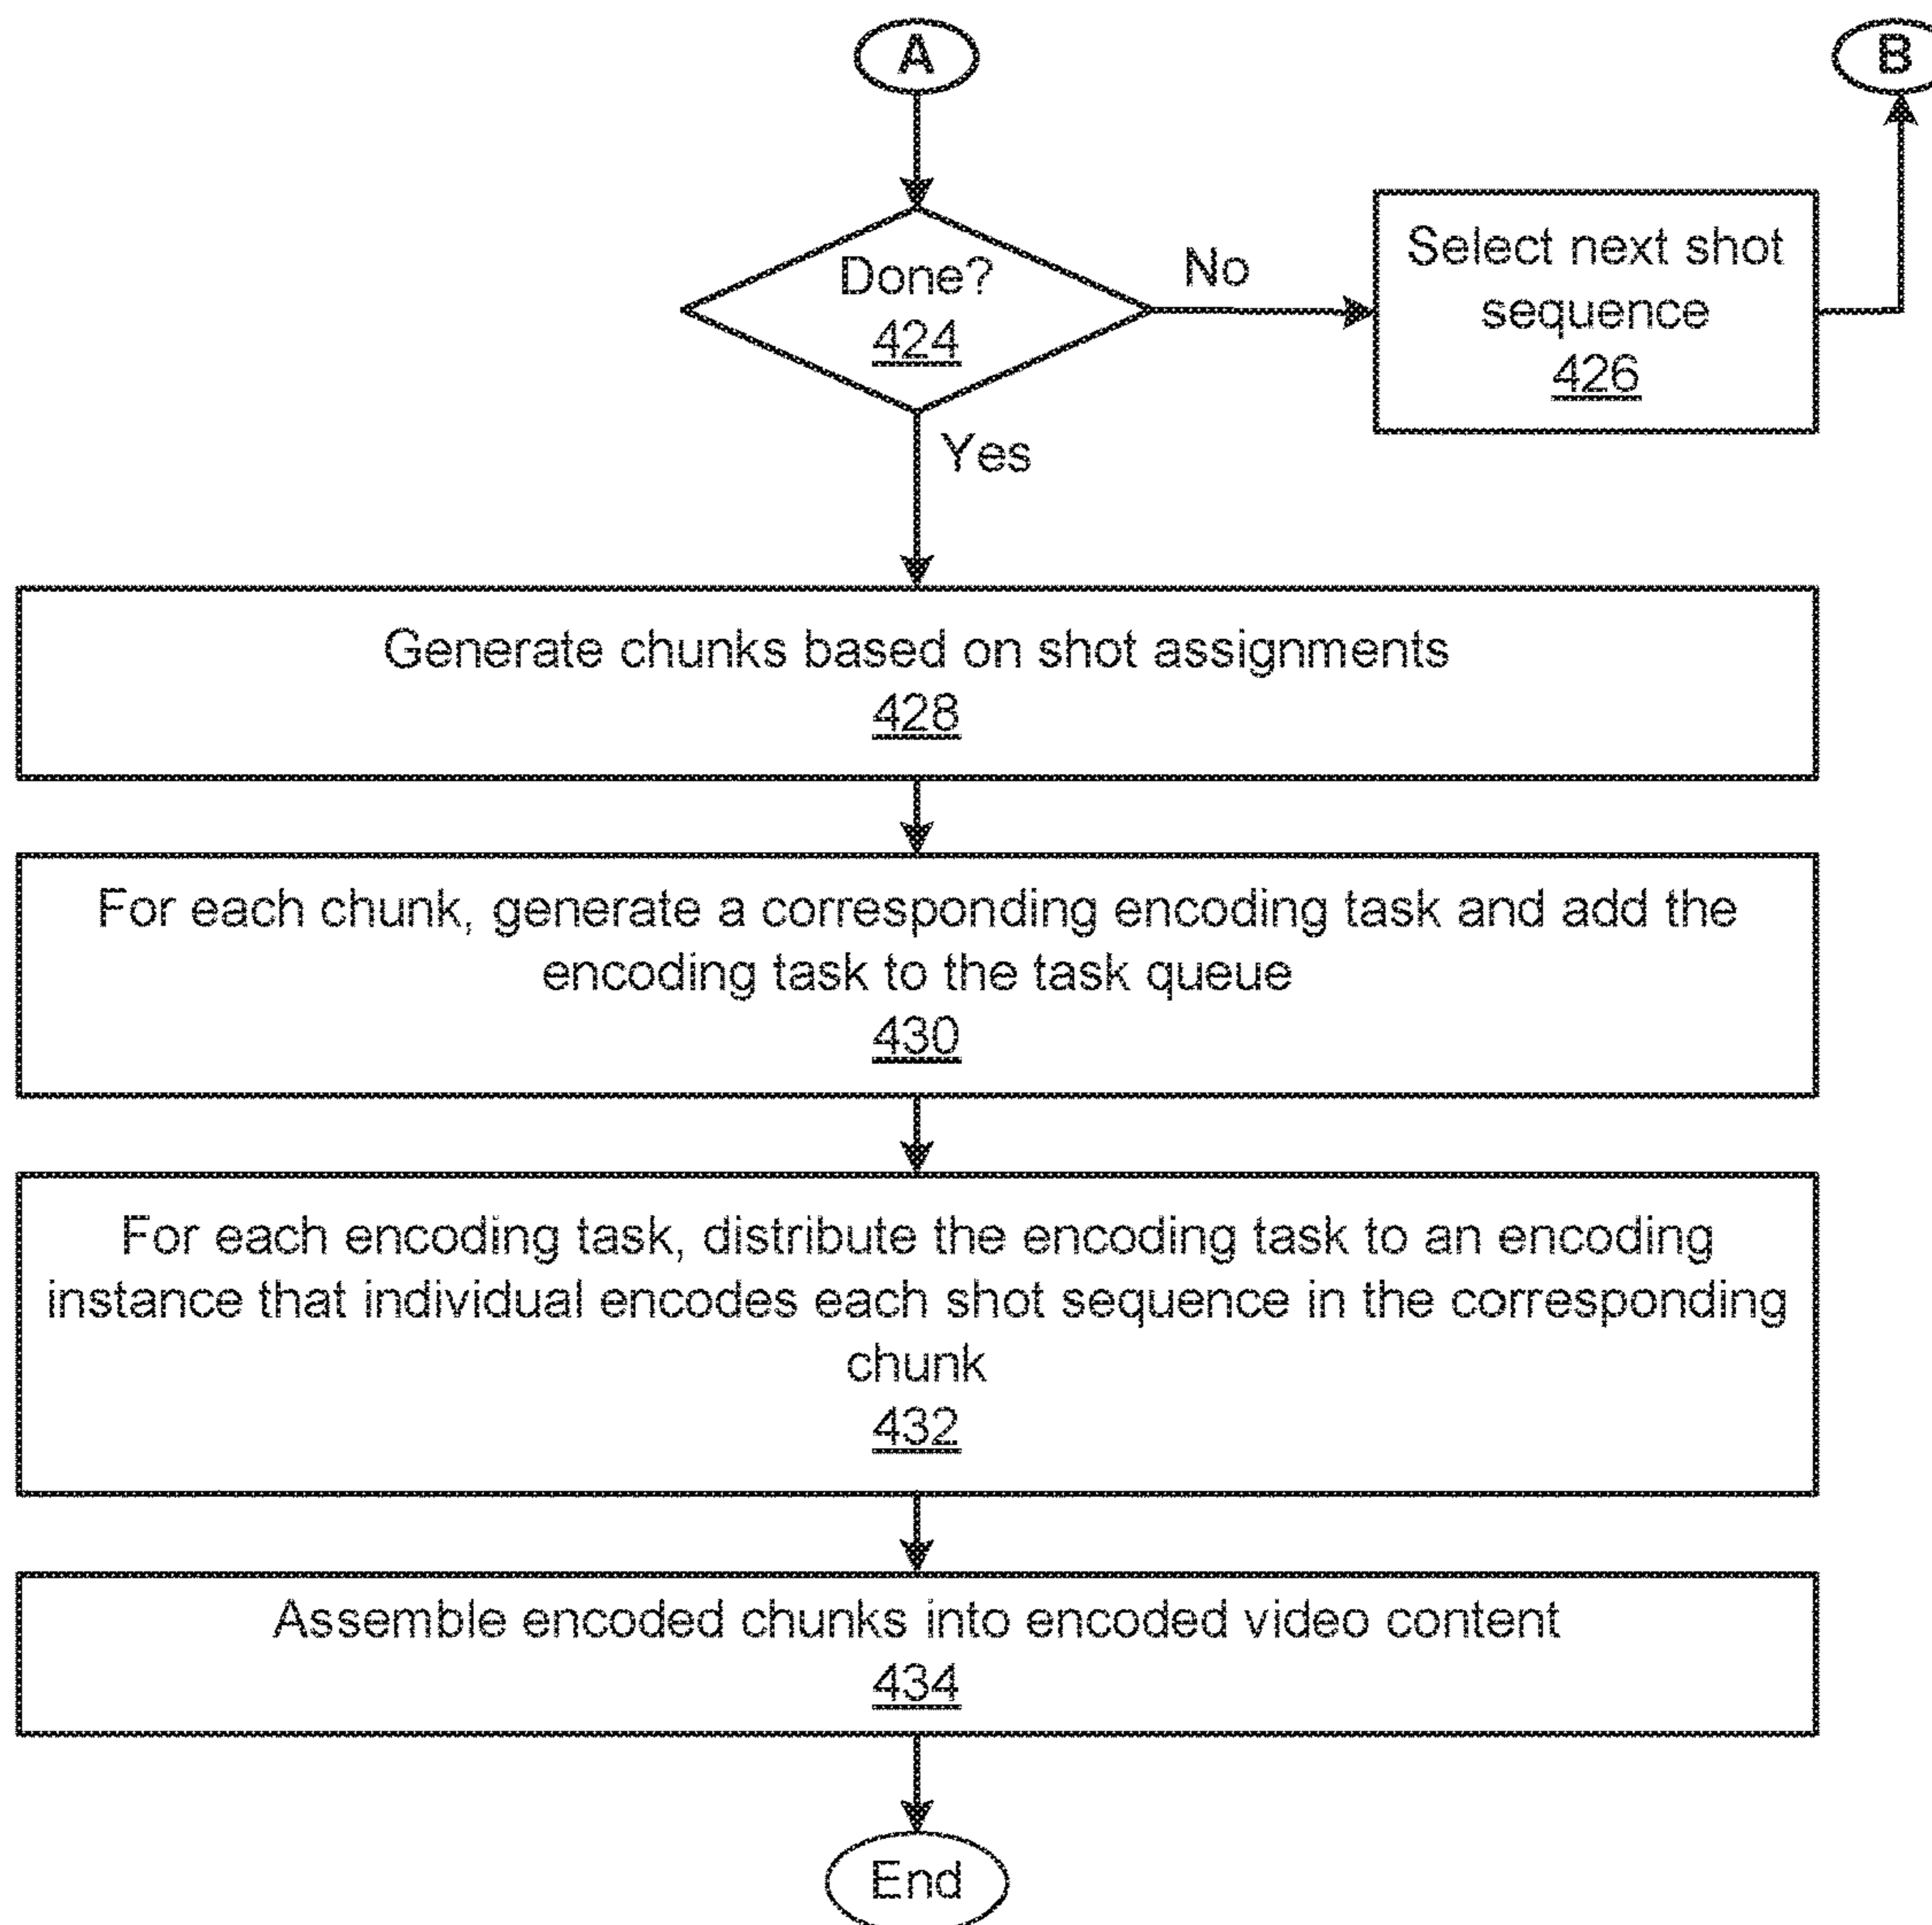 A
B
Done?
424
No
Select next shot
sequence
426
Yes
Generate chunks based on shot assignments
428
For each chunk, generate a corresponding encoding task and add the
encoding task to the task queue
430
For each encoding task, distribute the encoding task to an encoding
instance that individual encodes each shot sequence in the corresponding
chunk
432
Assemble encoded chunks into encoded video content
434
End